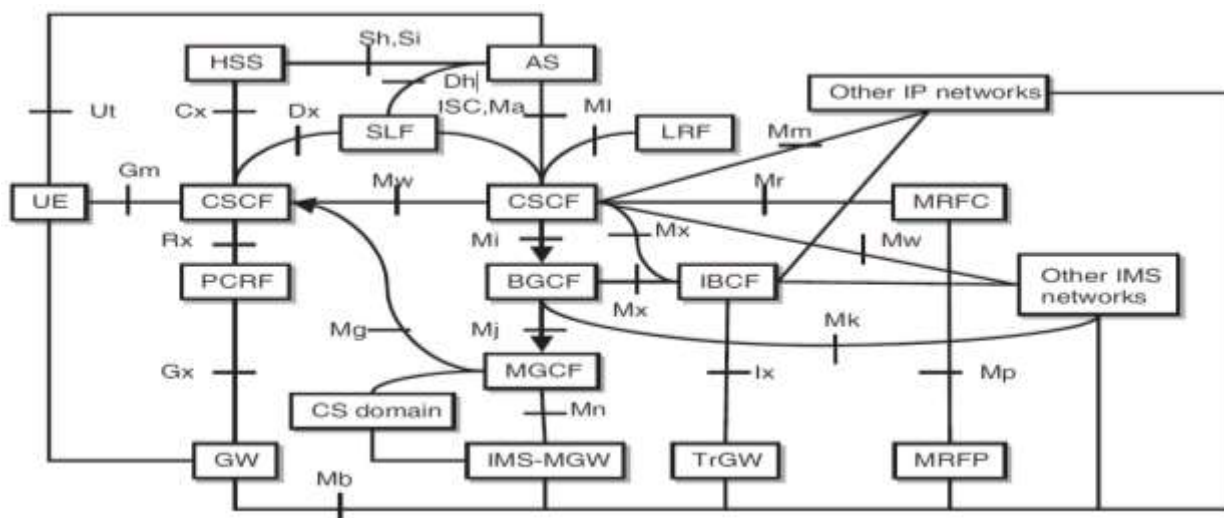 Sh,Si
HSS
AS
Dh|
Other IP networks
Ut
Cx
Dx
ISC,Ma
Ml
SLF
LRF
Mm
Gm
Mw
Mr
UE
CSCF
CSCF
MRFC
Rx
Mi
Mx
Mw
PCRF
BGCF
IBCF
Other IMS
networks
Mx
Mg
Mj
Mk
Gx
MGCF
Ix
Mp
CS domain
Mn
GW
IMS-MGW
TrGW
MRFP
Mb